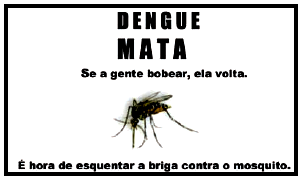 DENGUE
MATA
Se a gente bobear, ela volta.
É hora de esquentar a briga contra o mosquito.